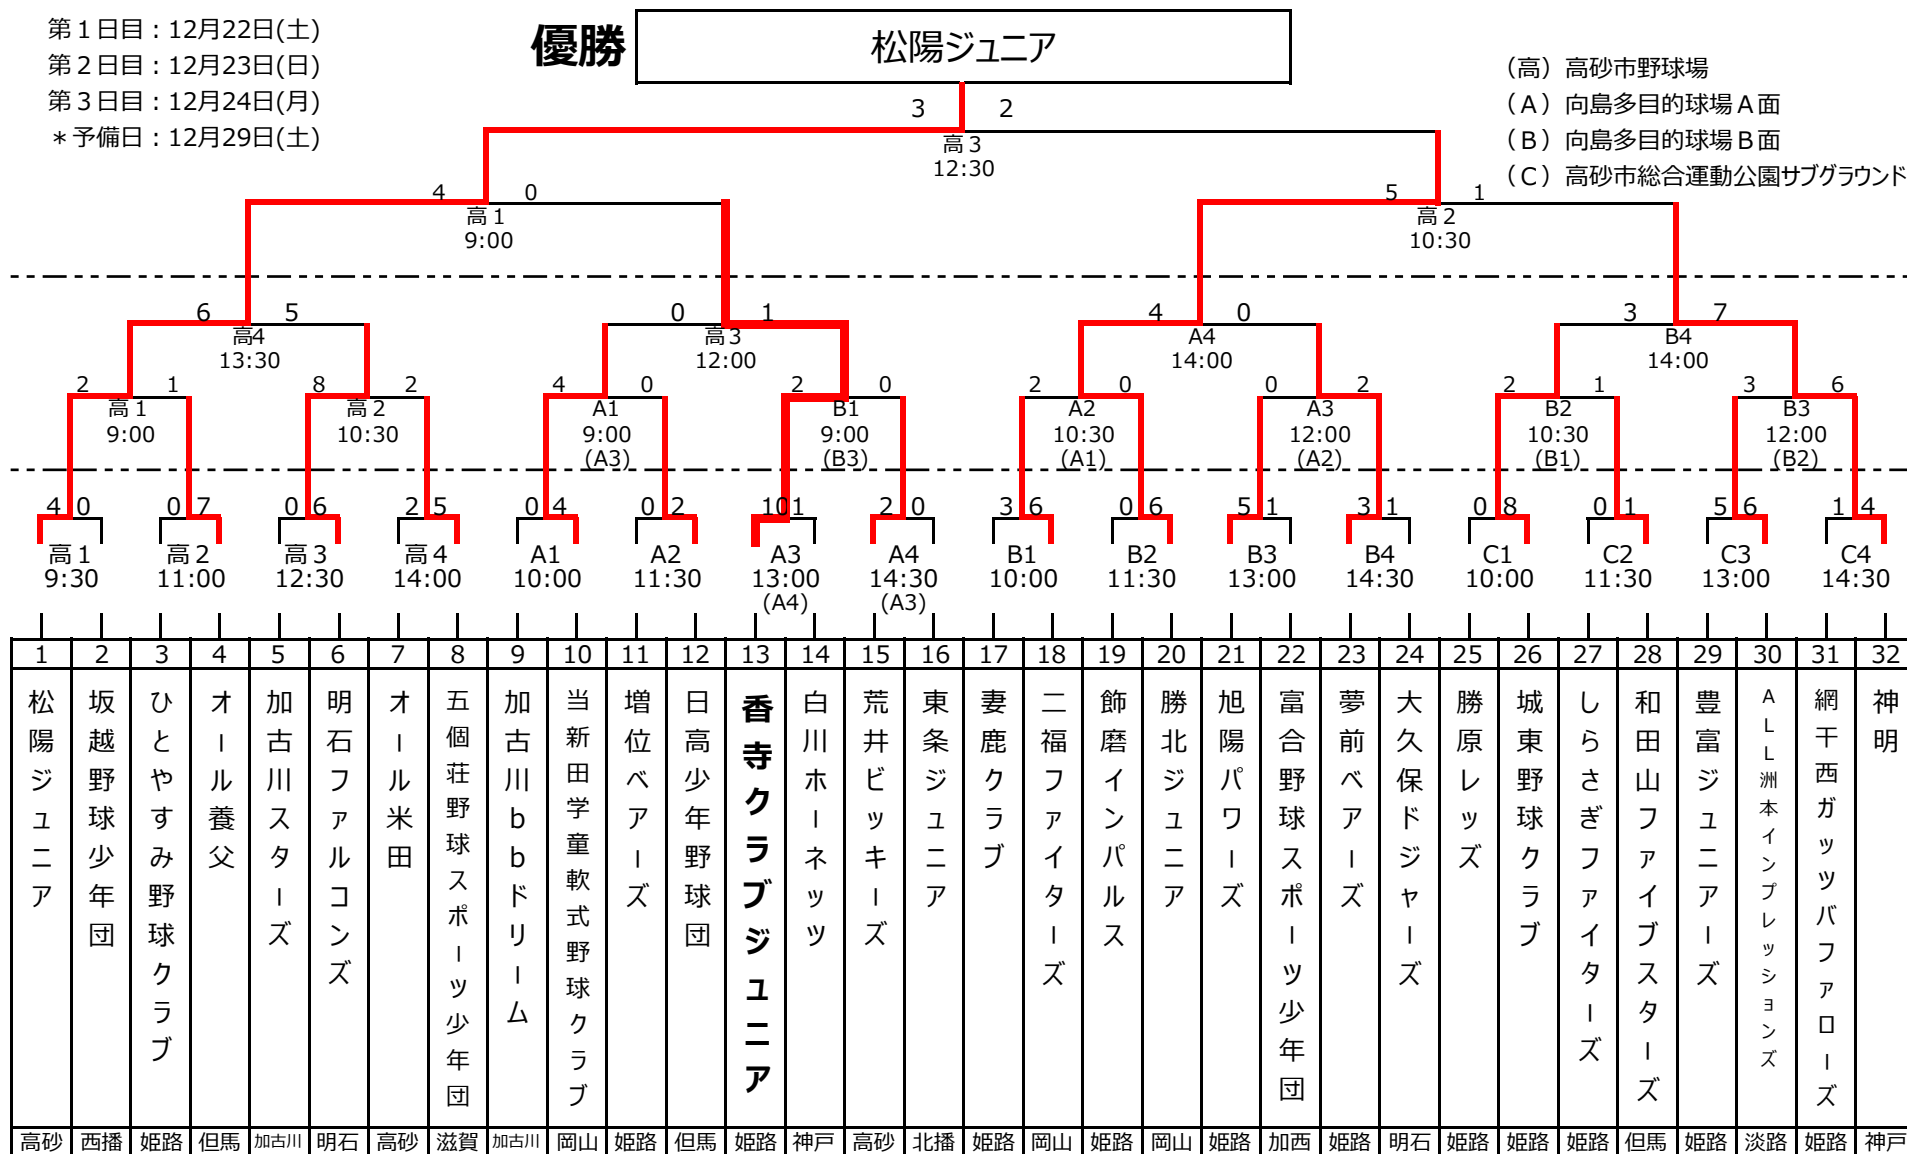 第1日目：12月22日(土)
第2日目：12月23日(日)
第3日目：12月24日(月)
＊予備日：12月29日(土)
優勝
松陽ジュニア
（高）高砂市野球場
（A）向島多目的球場A面
（B）向島多目的球場B面
（C）高砂市総合運動公園サブグラウンド
3 2
高3
12:30
4 0 5 1
高1 高2
9:00 10:30
6 5 0 1 4 0 3 7
高4 高3 A4 B4
13:30 12:00 14:00 14:00
2 1 8 2 4 0 2 0 2 0 0 2 2 1 3 6
高1 高2 A1 B1 A2 A3 B2 B3
9:00 10:30 9:00 9:00 10:30 12:00 10:30 12:00
(A3) (B3) (A1) (A2) (B1) (B2)
4 0 0 7 0 6 2 5 0 4 0 2 10 1 2 0 3 6 0 6 5 1 3 1 0 8 0 1 5 6 1 4
高1 高2 高3 高4 A1 A2 A3 A4 B1 B2 B3 B4 C1 C2 C3 C4
9:30 11:00 12:30 14:00 10:00 11:30 13:00 14:30 10:00 11:30 13:00 14:30 10:00 11:30 13:00 14:30
(A4) (A3)
1 2 3 4 5 6 7 8 9 10 11 12 13 14 15 16 17 18 19 20 21 22 23 24 25 26 27 28 29 30 31 32
松陽ジュニア
坂越野球少年団
ひとやすみ野球クラブ
オール養父
加古川スターズ
明石ファルコンズ
オール米田
五個荘野球スポーツ少年団
加古川bbドリーム
当新田学童軟式野球クラブ
増位ベアーズ
日高少年野球団
香寺クラブジュニア
白川ホーネッツ
荒井ビッキーズ
東条ジュニア
妻鹿クラブ
二福ファイターズ
飾磨インパルス
勝北ジュニア
旭陽パワーズ
富合野球スポーツ少年団
夢前ベアーズ
大久保ドジャーズ
勝原レッズ
城東野球クラブ
しらさぎファイターズ
和田山ファイブスターズ
豊富ジュニアーズ
ALL洲本インプレッションズ
網干西ガッツバファローズ
神明
高砂 西播 姫路 但馬 加古川 明石 高砂 滋賀 加古川 岡山 姫路 但馬 姫路 神戸 高砂 北播 姫路 岡山 姫路 岡山 姫路 加西 姫路 明石 姫路 姫路 姫路 但馬 姫路 淡路 姫路 神戸